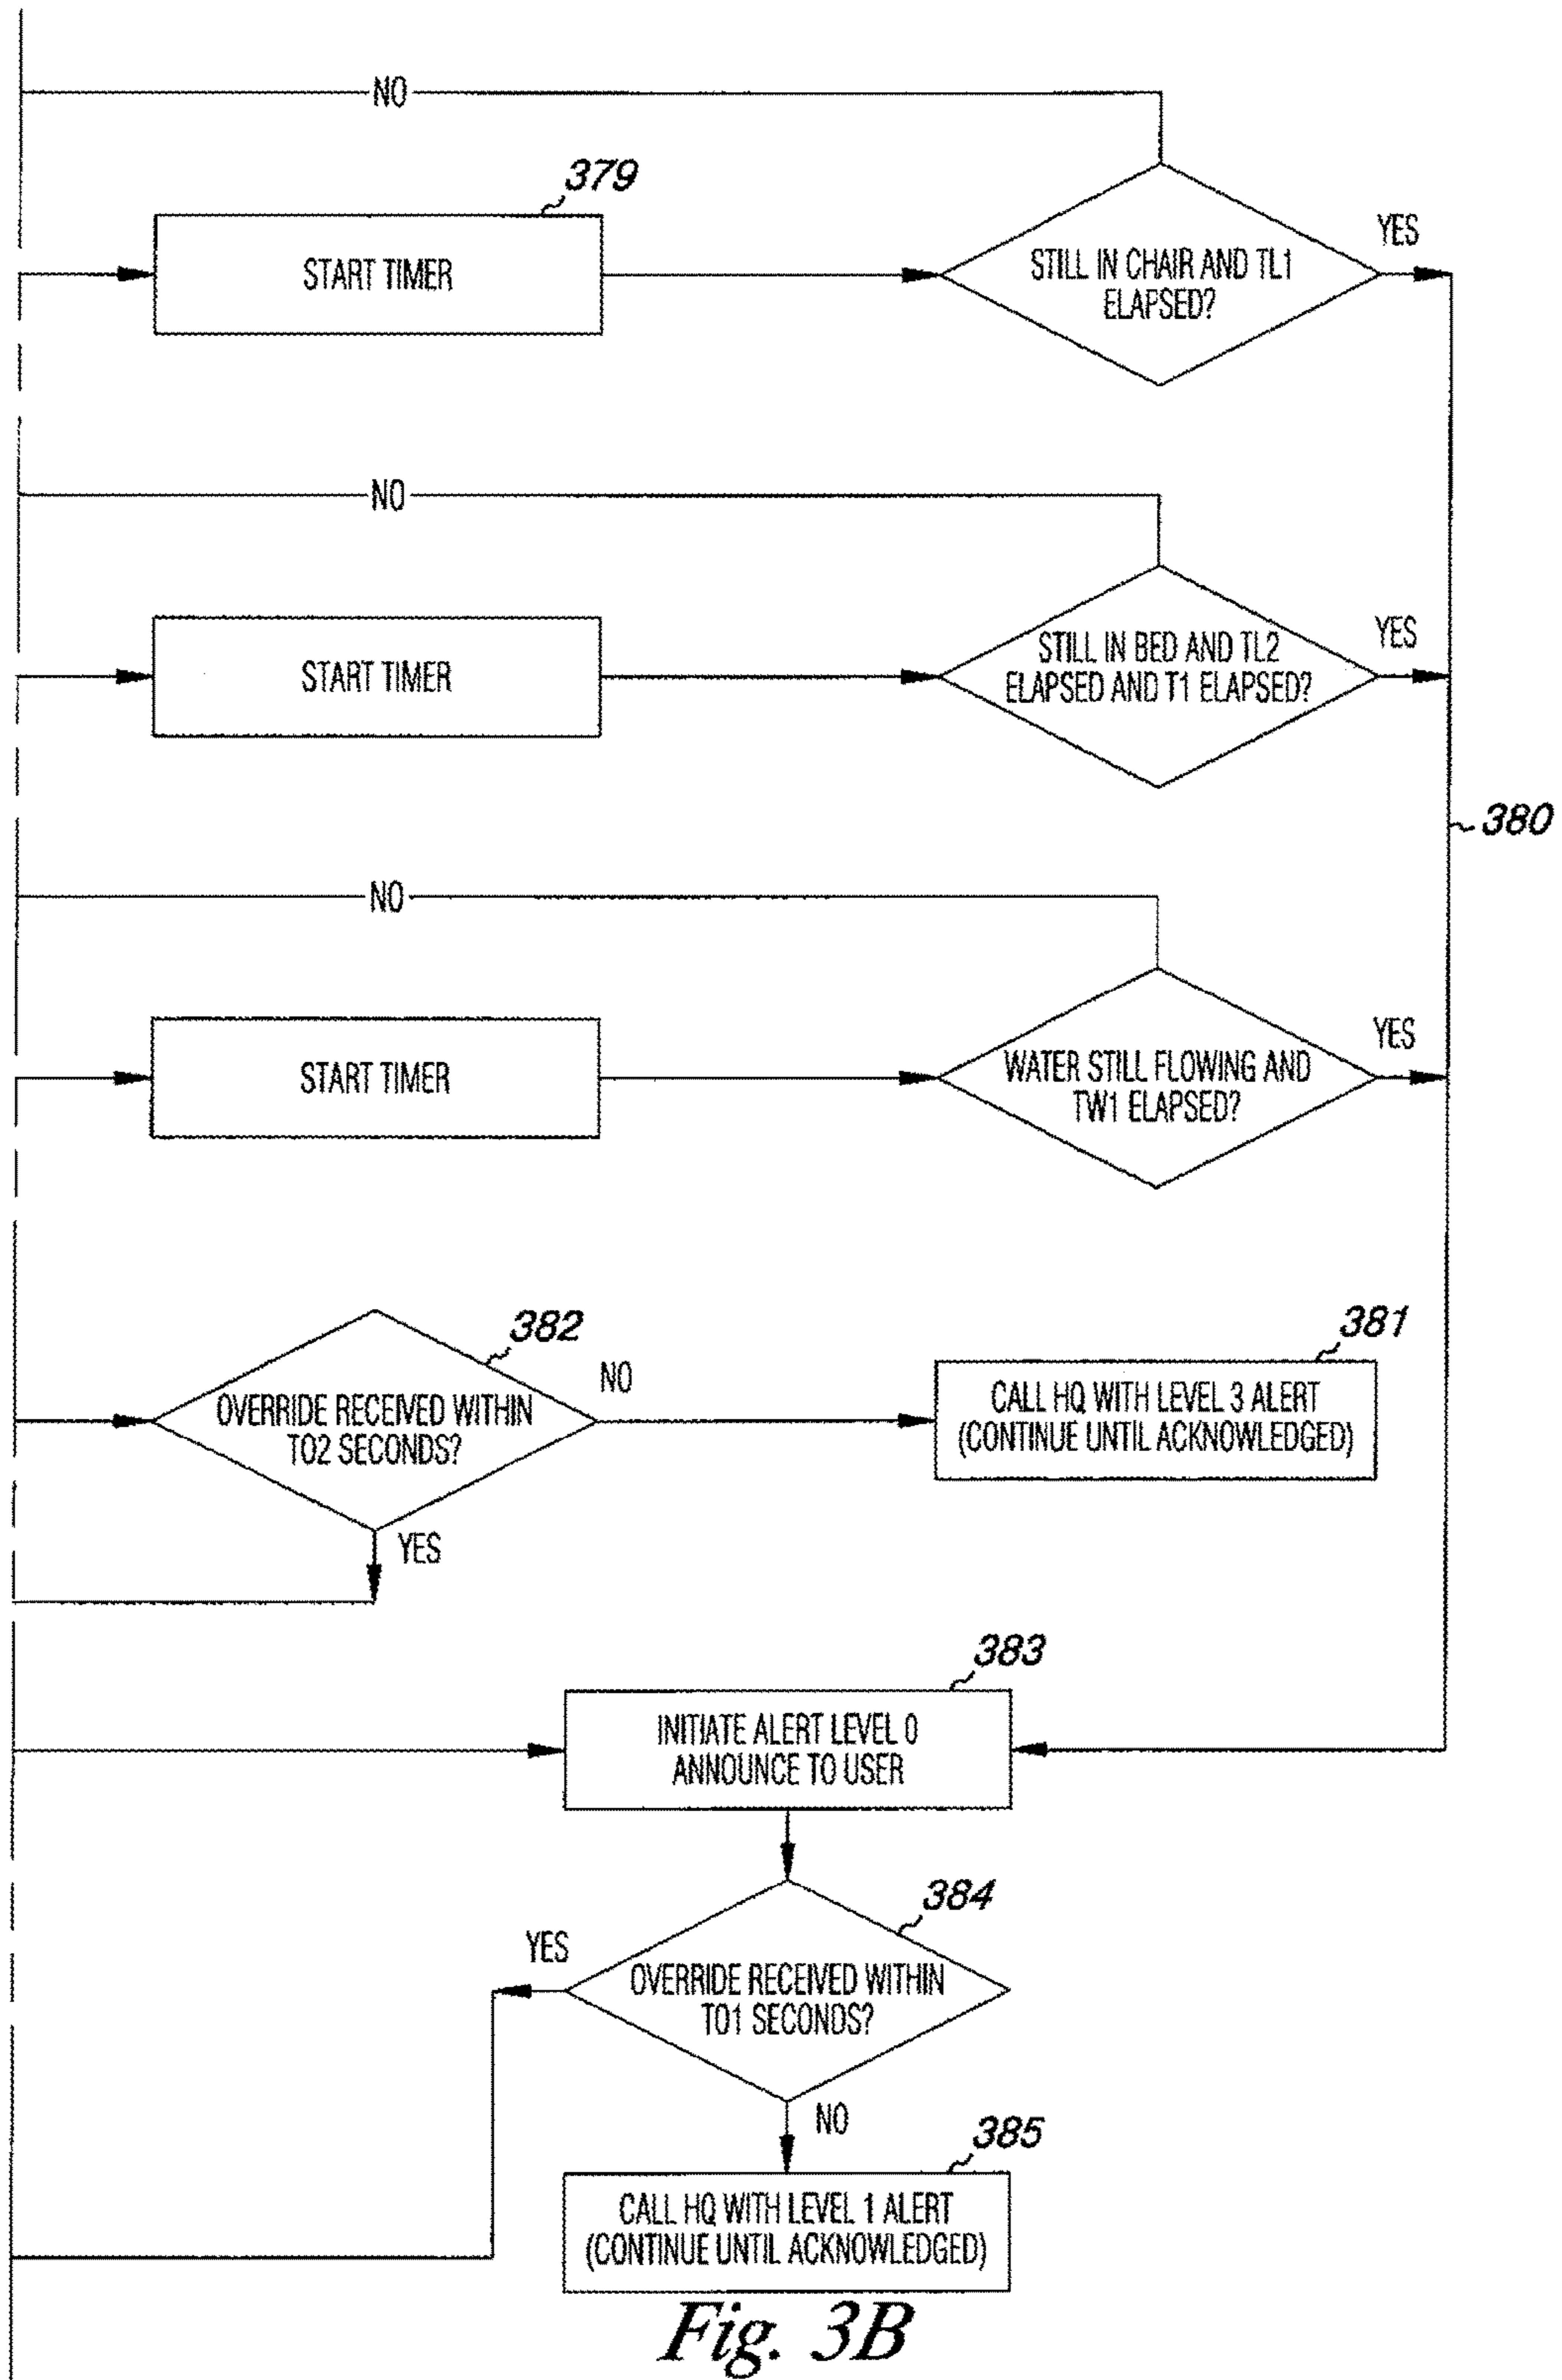 NO
379
START TIMER
STILL IN CHAIR AND TL1
ELAPSED?
YES
NO
START TIMER
STILL IN BED AND TL2
ELAPSED AND T1 ELAPSED?
YES
380
NO
START TIMER
WATER STILL FLOWING AND
TW1 ELAPSED?
YES
382
OVERRIDE RECEIVED WITHIN
TO2 SECONDS?
NO
381
CALL HQ WITH LEVEL 3 ALERT
(CONTINUE UNTIL ACKNOWLEDGED)
YES
383
INITIATE ALERT LEVEL 0
ANNOUNCE TO USER
384
YES
OVERRIDE RECEIVED WITHIN
TO1 SECONDS?
NO
385
CALL HQ WITH LEVEL 1 ALERT
(CONTINUE UNTIL ACKNOWLEDGED)
Fig. 3B